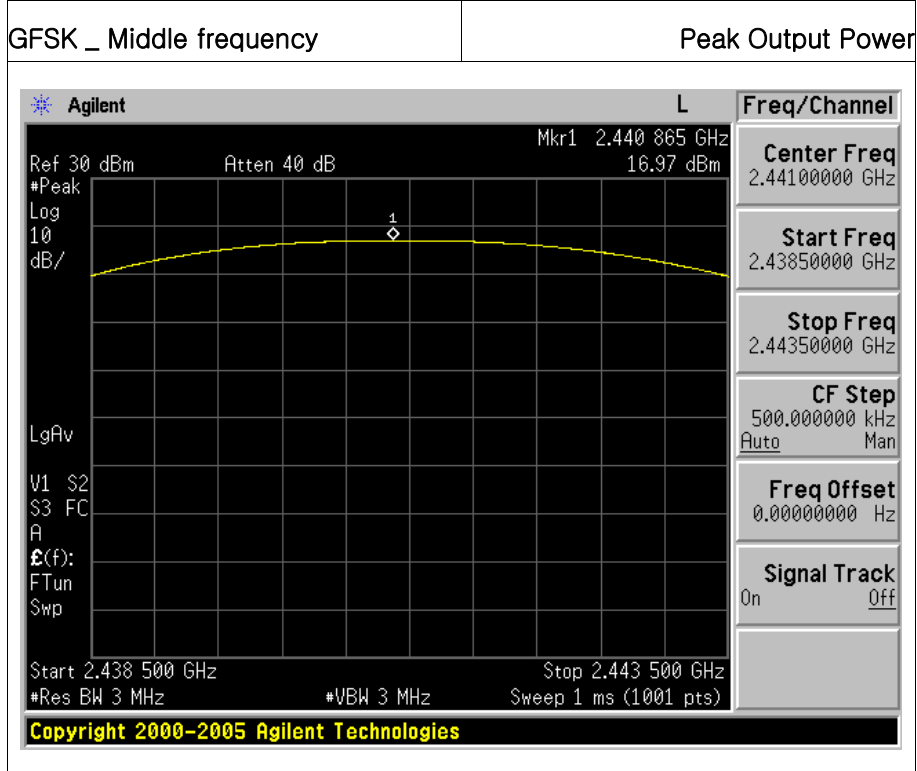 GFSK _ Middle frequency
Peak Output Power
Agilent
L
Freq/Channel
Mkr1 2.440 865 GHz
Ref 30 dBm Atten 40 dB 16.97 dBm
#Peak
Log
10
dB/
1
LgAv
V1 S2
S3 FC
A
£(f):
FTun
Swp
Start 2.438 500 GHz Stop 2.443 500 GHz
#Res BW 3 MHz #VBW 3 MHz Sweep 1 ms (1001 pts)
Copyright 2000-2005 Agilent Technologies
Center Freq
2.44100000 GHz
Start Freq
2.43850000 GHz
Stop Freq
2.44350000 GHz
CF Step
500.000000 kHz
Auto Man
Freq Offset
0.00000000 Hz
Signal Track
On Off